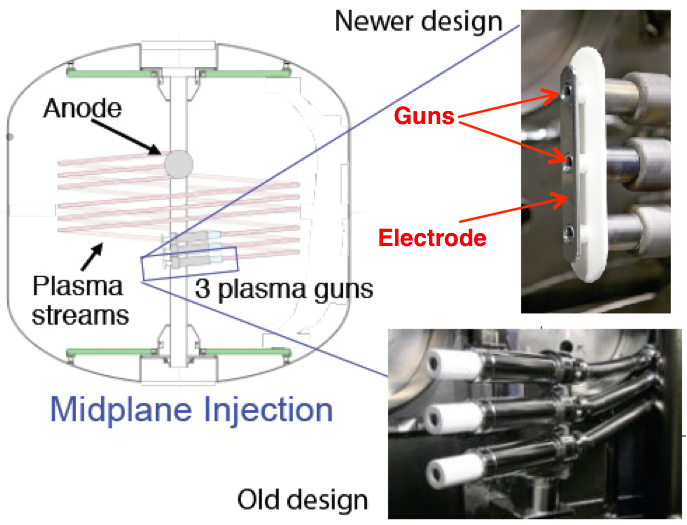 Newer design
Anode
Guns
Electrode
Plasma
streams
3 plasma guns
Midplane Injection
Old design